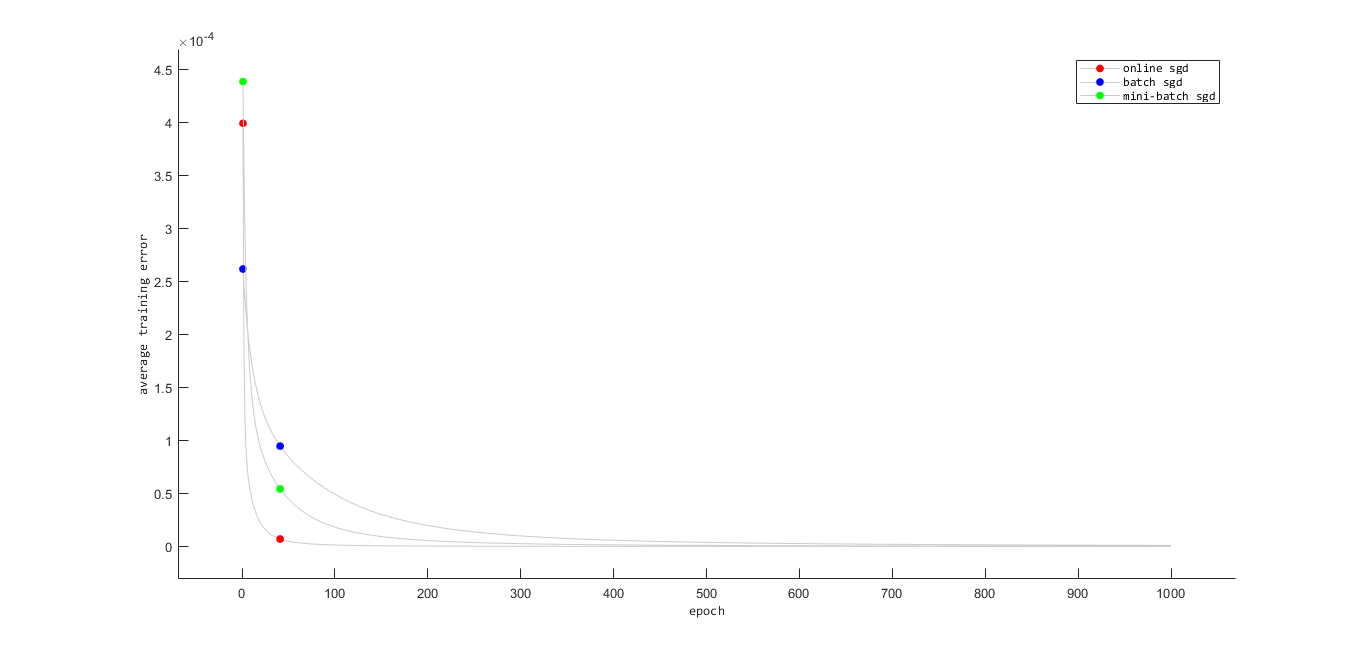 ×10-4
4.5
4
3.5
3
2.5
2
1.5
1
0.5
0
average training error
online sgd
batch sgd
mini-batch sgd
0 100 200 300 400 500 600 700 800 900 1000
epoch